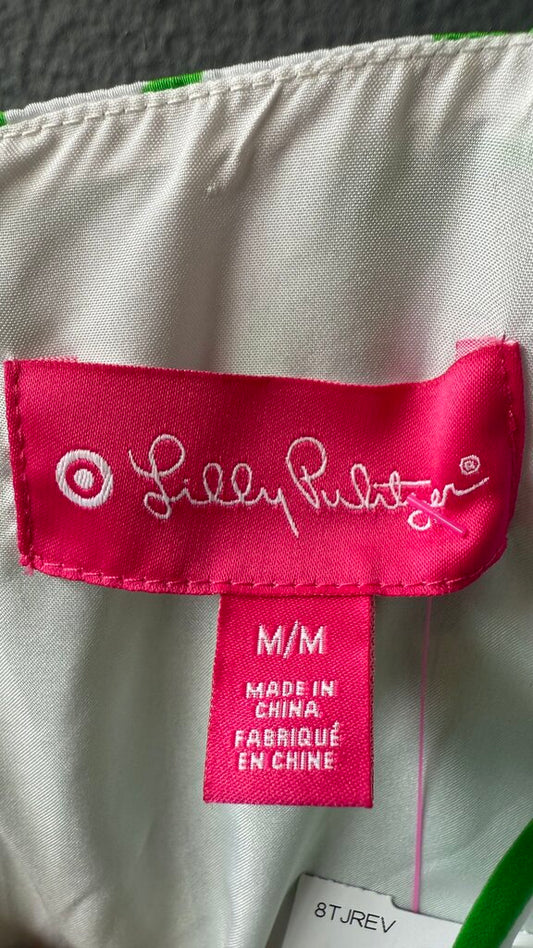 Lilly Pulitzer®
M/M
MADE IN
CHINA
FABRIQUÉ
EN CHINE
8TJREV